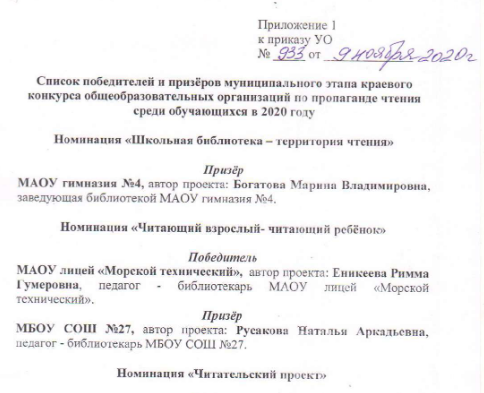 Приложение 1
к приказу УО
№ 933 от 9 ноября 2020г
Список победителей и призёров муниципального этапа краевого
конкурса общеобразовательных организаций по пропаганде чтения
среди обучающихся в 2020 году
Номинация «Школьная библиотека – территория чтения»
Призёр
МАОУ гимназия №4, автор проекта: Богатова Марина Владимировна,
заведующая библиотекой МАОУ гимназия №4.
Номинация «Читающий взрослый- читающий ребёнок»
Победитель
МАОУ лицей «Морской технический», автор проекта: Еникеева Римма
Гумеровна, педагог - библиотекарь МАОУ лицей «Морской
технический».
Призёр
МБОУ СОШ №27, автор проекта: Русакова Наталья Аркадьевна,
педагог - библиотекарь МБОУ СОШ №27.
Номинация «Читательский проект»